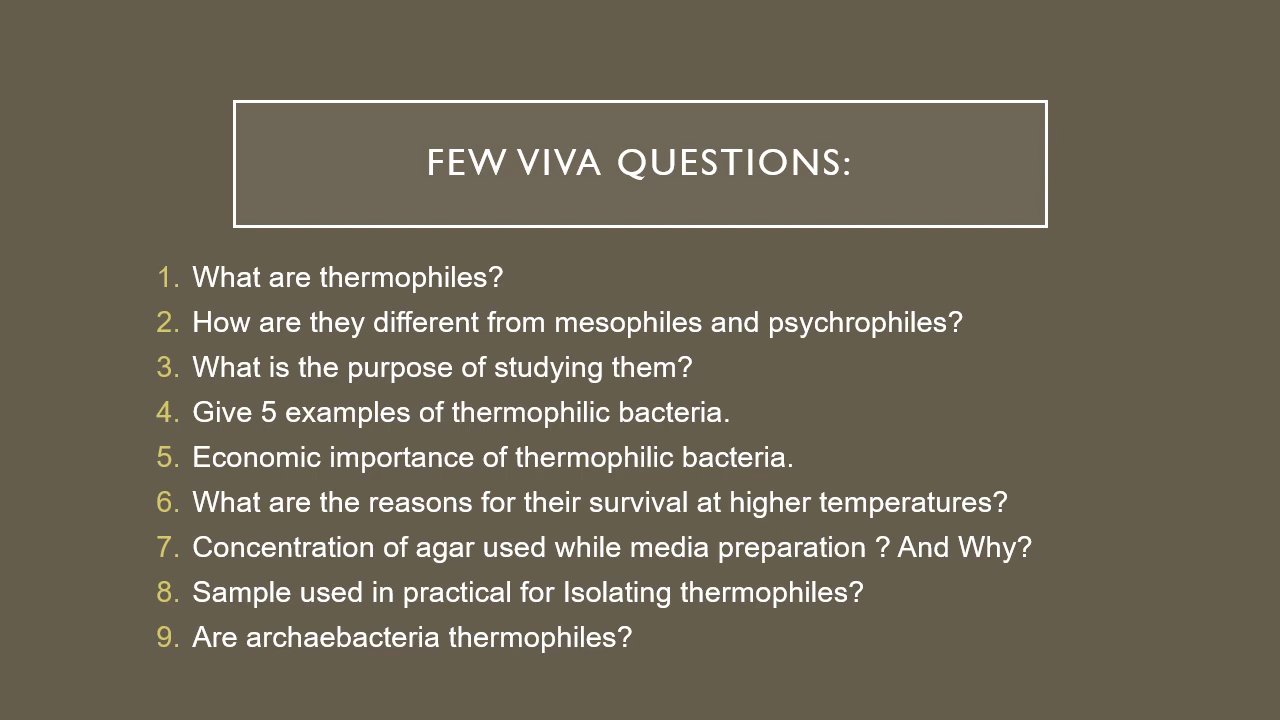 FEW VIVA QUESTIONS:
1. What are thermophiles?
2. How are they different from mesophiles and psychrophiles?
3. What is the purpose of studying them?
4. Give 5 examples of thermophilic bacteria.
5. Economic importance of thermophilic bacteria.
6. What are the reasons for their survival at higher temperatures?
7. Concentration of agar used while media preparation ? And Why?
8. Sample used in practical for Isolating thermophiles?
9. Are archaebacteria thermophiles?